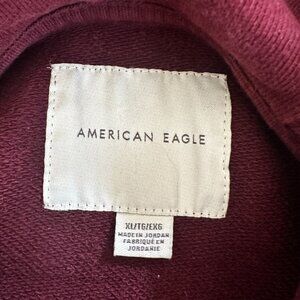 AMERICAN EAGLE
XL/TG/EXG
MADE IN JORDAN
FABRIQUÉ EN
JORDANIE